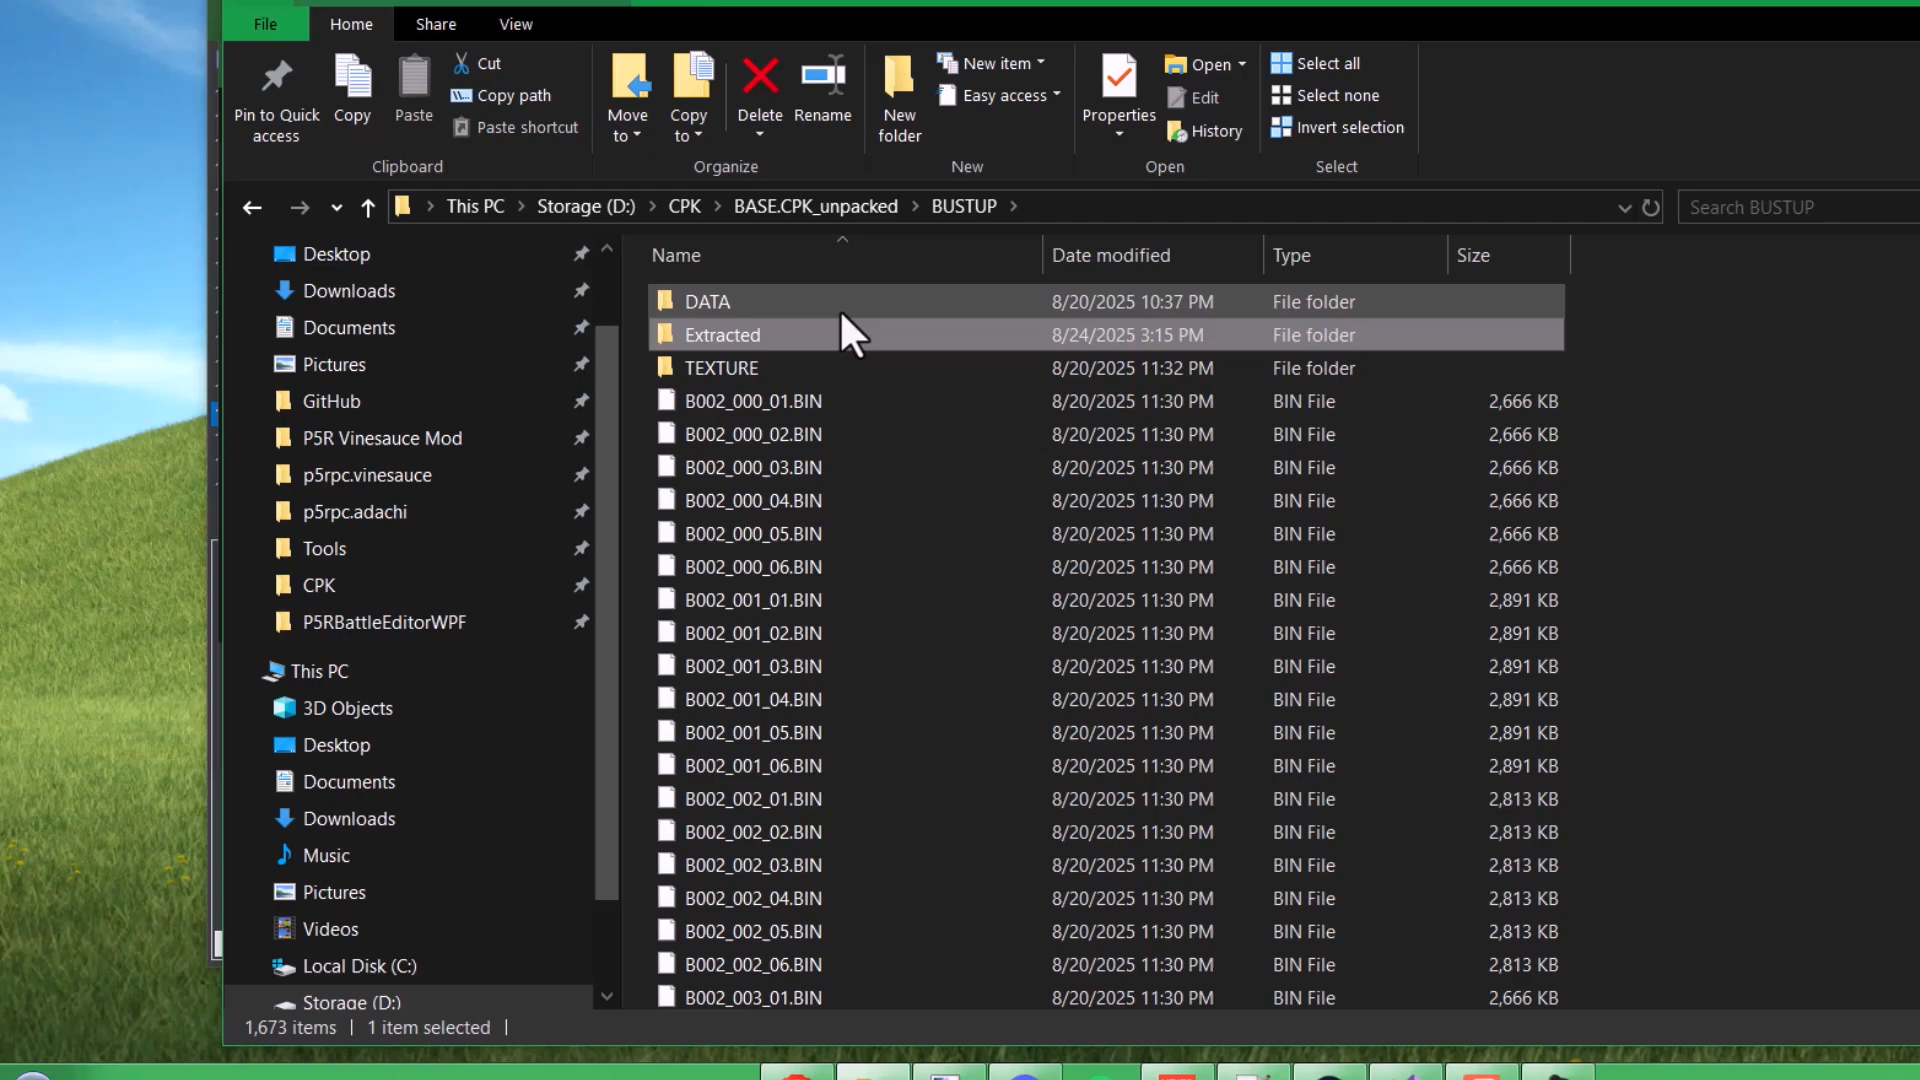 File Home Share View
Pin to Quick access
Copy
Paste
Cut
Copy path
Paste shortcut
Clipboard
Move to
Copy to
Delete
Rename
Organize
New folder
New item
Easy access
New
Properties
Open
Edit
History
Open
Select all
Select none
Invert selection
Select
This PC > Storage (D:) > CPK > BASE.CPK_unpacked > BUSTUP >
Search BUSTUP
Desktop
Downloads
Documents
Pictures
GitHub
P5R Vinesauce Mod
p5rpc.vinesauce
p5rpc.adachi
Tools
CPK
P5RBattleEditorWPF
This PC
3D Objects
Desktop
Documents
Downloads
Music
Pictures
Videos
Local Disk (C:)
Storage (D:)
Name Date modified Type Size
DATA 8/20/2025 10:37 PM File folder
Extracted 8/24/2025 3:15 PM File folder
TEXTURE 8/20/2025 11:32 PM File folder
B002_000_01.BIN 8/20/2025 11:30 PM BIN File 2,666 KB
B002_000_02.BIN 8/20/2025 11:30 PM BIN File 2,666 KB
B002_000_03.BIN 8/20/2025 11:30 PM BIN File 2,666 KB
B002_000_04.BIN 8/20/2025 11:30 PM BIN File 2,666 KB
B002_000_05.BIN 8/20/2025 11:30 PM BIN File 2,666 KB
B002_000_06.BIN 8/20/2025 11:30 PM BIN File 2,666 KB
B002_001_01.BIN 8/20/2025 11:30 PM BIN File 2,891 KB
B002_001_02.BIN 8/20/2025 11:30 PM BIN File 2,891 KB
B002_001_03.BIN 8/20/2025 11:30 PM BIN File 2,891 KB
B002_001_04.BIN 8/20/2025 11:30 PM BIN File 2,891 KB
B002_001_05.BIN 8/20/2025 11:30 PM BIN File 2,891 KB
B002_001_06.BIN 8/20/2025 11:30 PM BIN File 2,891 KB
B002_002_01.BIN 8/20/2025 11:30 PM BIN File 2,813 KB
B002_002_02.BIN 8/20/2025 11:30 PM BIN File 2,813 KB
B002_002_03.BIN 8/20/2025 11:30 PM BIN File 2,813 KB
B002_002_04.BIN 8/20/2025 11:30 PM BIN File 2,813 KB
B002_002_05.BIN 8/20/2025 11:30 PM BIN File 2,813 KB
B002_002_06.BIN 8/20/2025 11:30 PM BIN File 2,813 KB
B002_003_01.BIN 8/20/2025 11:30 PM BIN File 2,666 KB
1,673 items | 1 item selected |